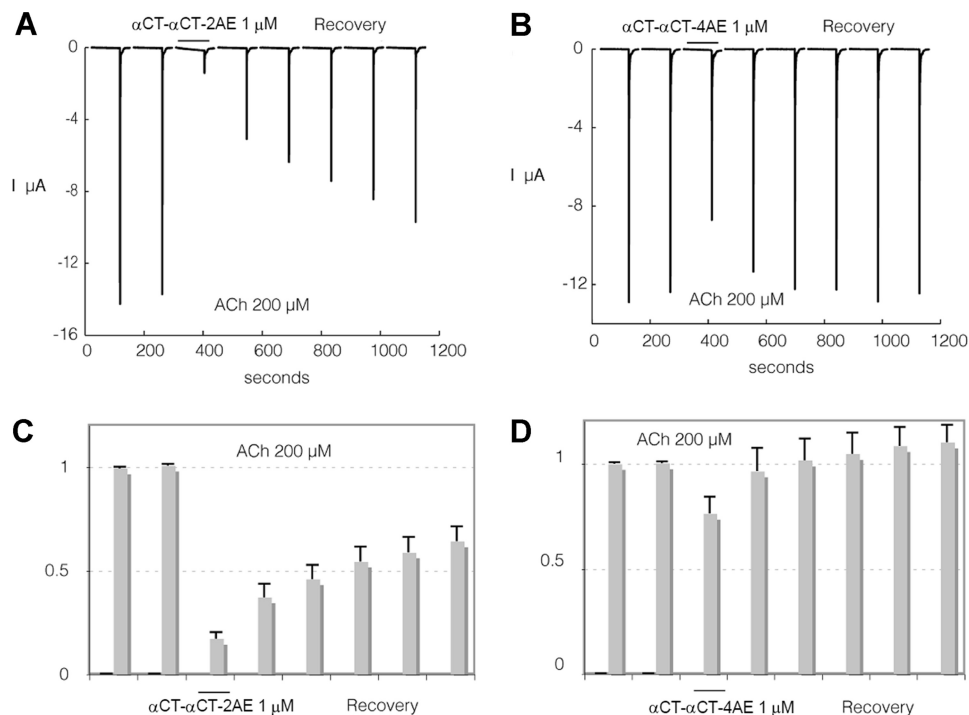 A
αCT-αCT-2AE 1 µM Recovery
0
-4
-8
-12
-16
I µA
ACh 200 µM
0 200 400 600 800 1000 1200
seconds
B
αCT-αCT-4AE 1 µM Recovery
0
-4
-8
-12
I µA
ACh 200 µM
0 200 400 600 800 1000 1200
seconds
C
ACh 200 µM
1
0.5
0
αCT-αCT-2AE 1 µM Recovery
D
ACh 200 µM
1
0.5
0
αCT-αCT-4AE 1 µM Recovery